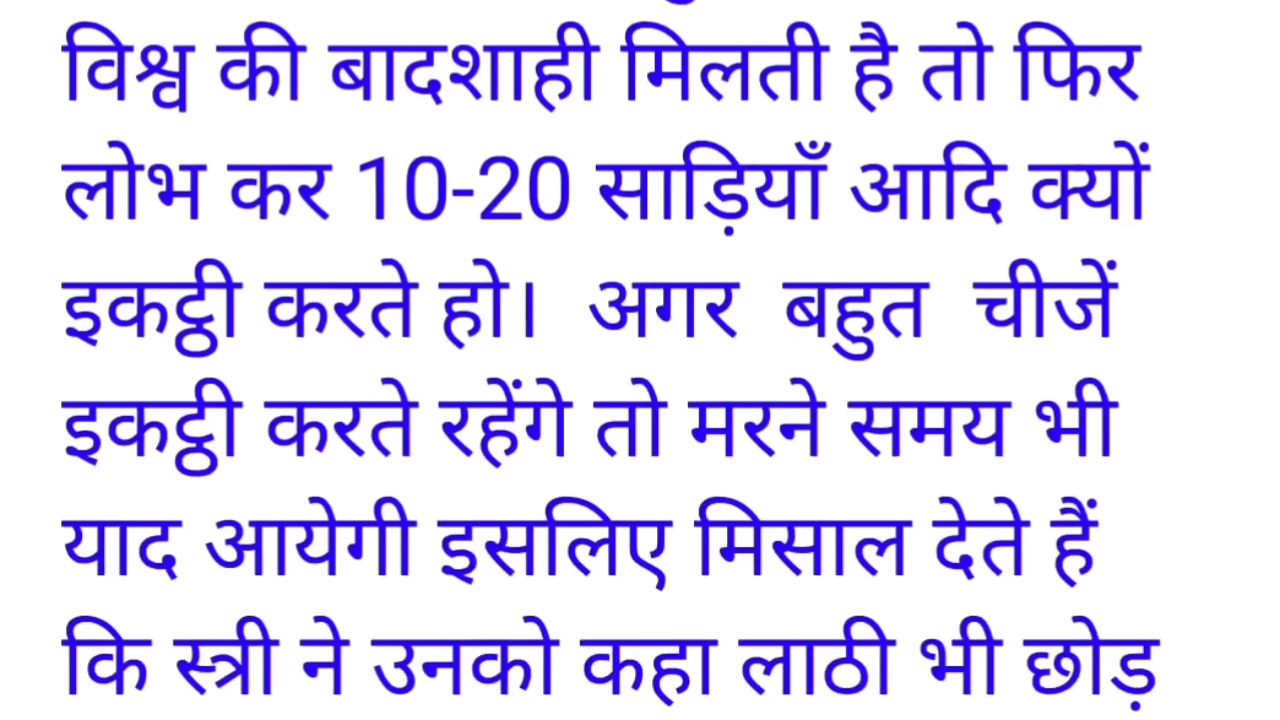 विश्व की बादशाही मिलती है तो फिर
लोभ कर 10-20 साड़ियाँ आदि क्यों
इकट्ठी करते हो। अगर बहुत चीजें
इकट्ठी करते रहेंगे तो मरने समय भी
याद आयेगी इसलिए मिसाल देते हैं
कि स्त्री ने उनको कहा लाठी भी छोड़